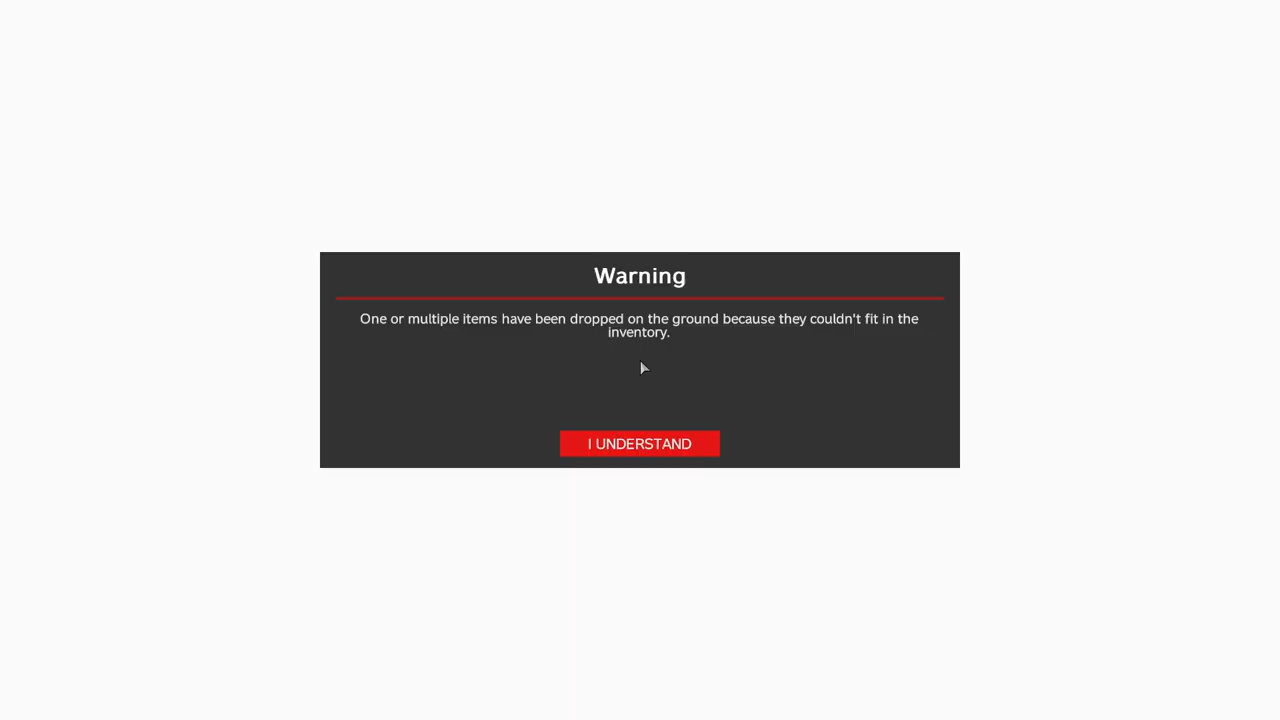 Warning
One or multiple items have been dropped on the ground because they couldn't fit in the
inventory.
I UNDERSTAND